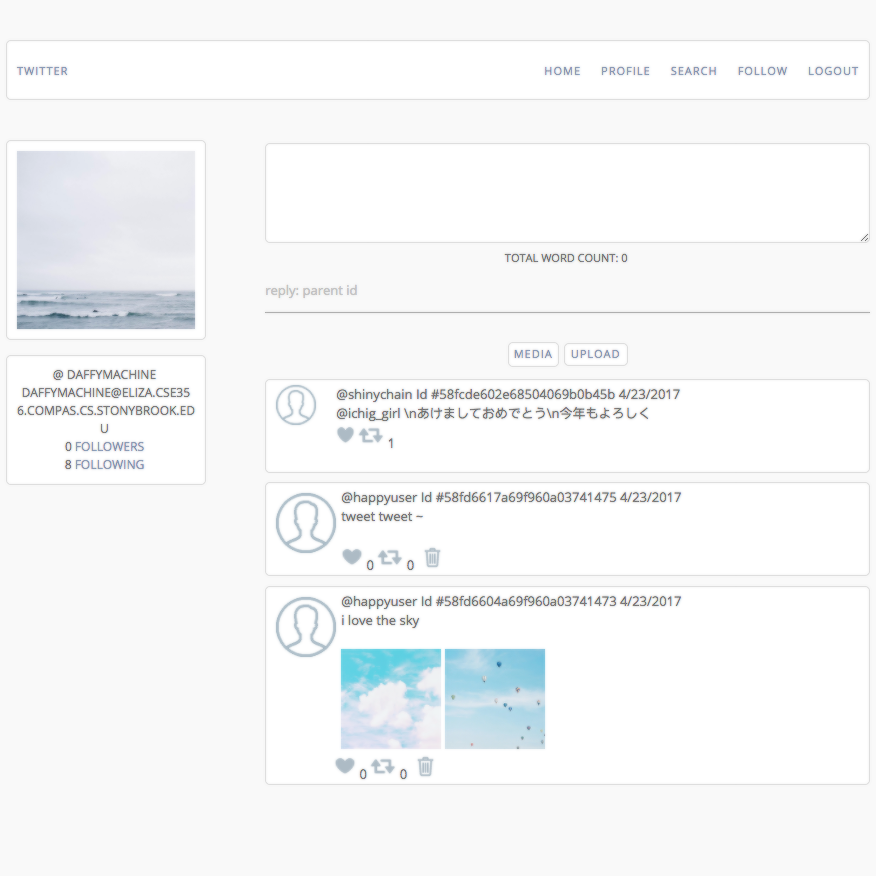 TWITTER
HOME PROFILE SEARCH FOLLOW LOGOUT
@ DAFFYMACHINE
DAFFYMACHINE@ELIZA.CSE35
6.COMPAS.CS.STONYBROOK.ED
U
0 FOLLOWERS
8 FOLLOWING
TOTAL WORD COUNT: 0
reply: parent id
MEDIA UPLOAD
@shinychain Id #58fcde602e68504069b0b45b 4/23/2017
@ichig_girl \nあけましておめでとう\n今年もよろしく
1
@happyuser Id #58fd6617a69f960a03741475 4/23/2017
tweet tweet ~
0 0
@happyuser Id #58fd6604a69f960a03741473 4/23/2017
i love the sky
0 0